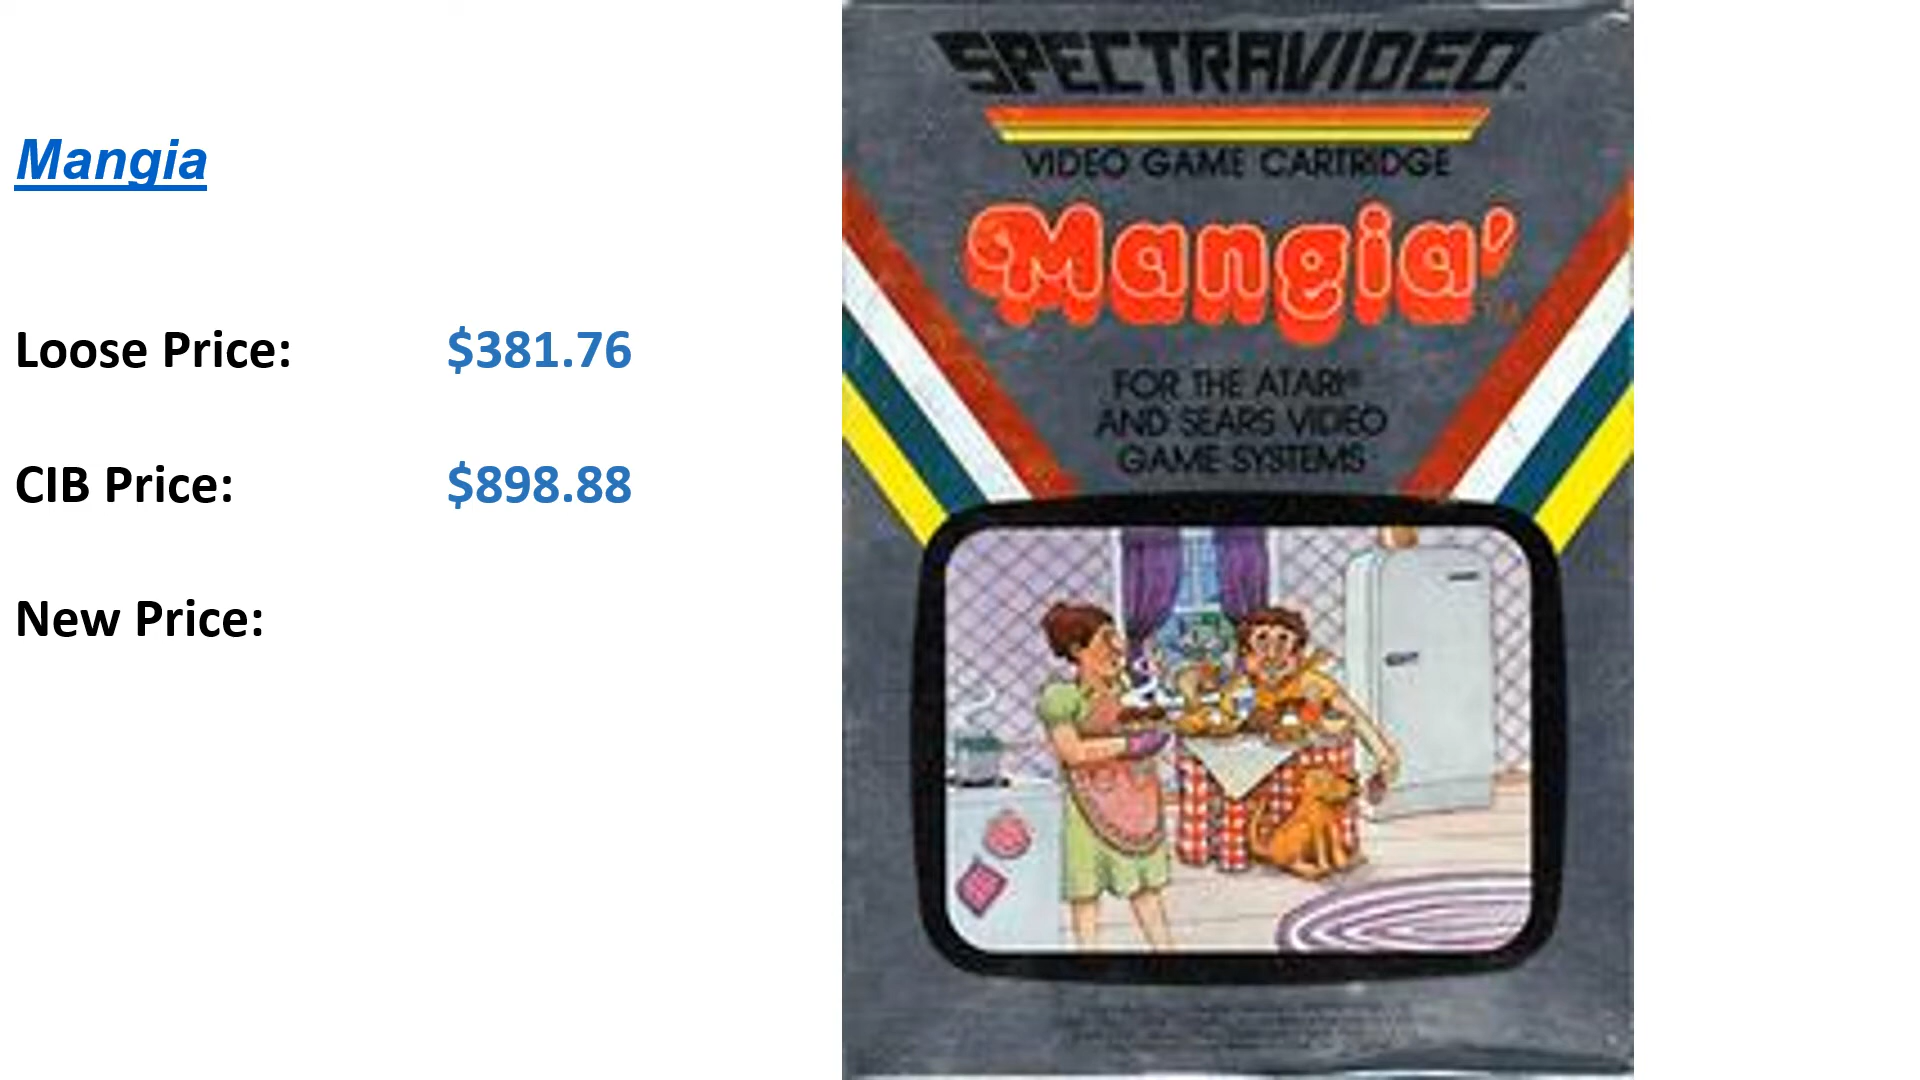 Mangia
Loose Price: $381.76
CIB Price: $898.88
New Price:
SPECTRAVIDEO
VIDEO GAME CARTRIDGE
Mangia'
TM
FOR THE ATARI®
AND SEARS VIDEO
GAME SYSTEMS